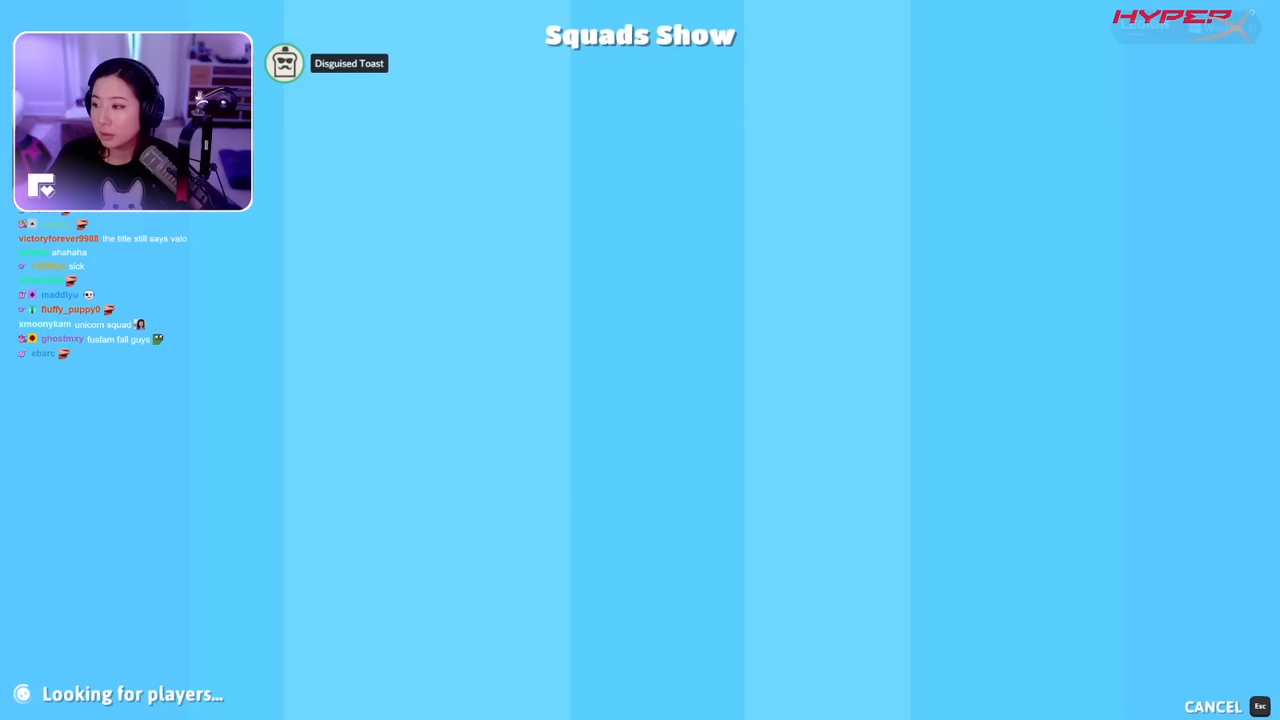 Squads Show
HYPER
Disguised Toast
victoryforever9988 the title still says valo
ahahaha
sick
maddiyu
fluffy_puppy0
xmoonykam unicorn squad
ghostmxy fusfam fall guys
ebarc
Looking for players...
CANCEL Esc